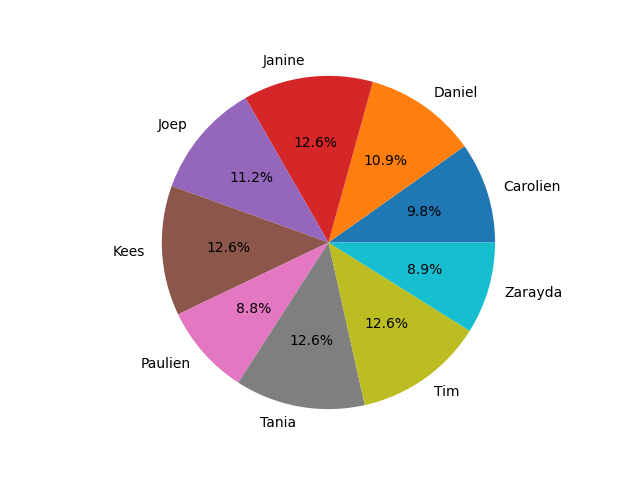 Janine
Daniel
Joep
12.6%
10.9%
11.2%
Carolien
9.8%
Kees
12.6%
8.9%
Zarayda
8.8%
12.6%
12.6%
Paulien
Tim
Tania